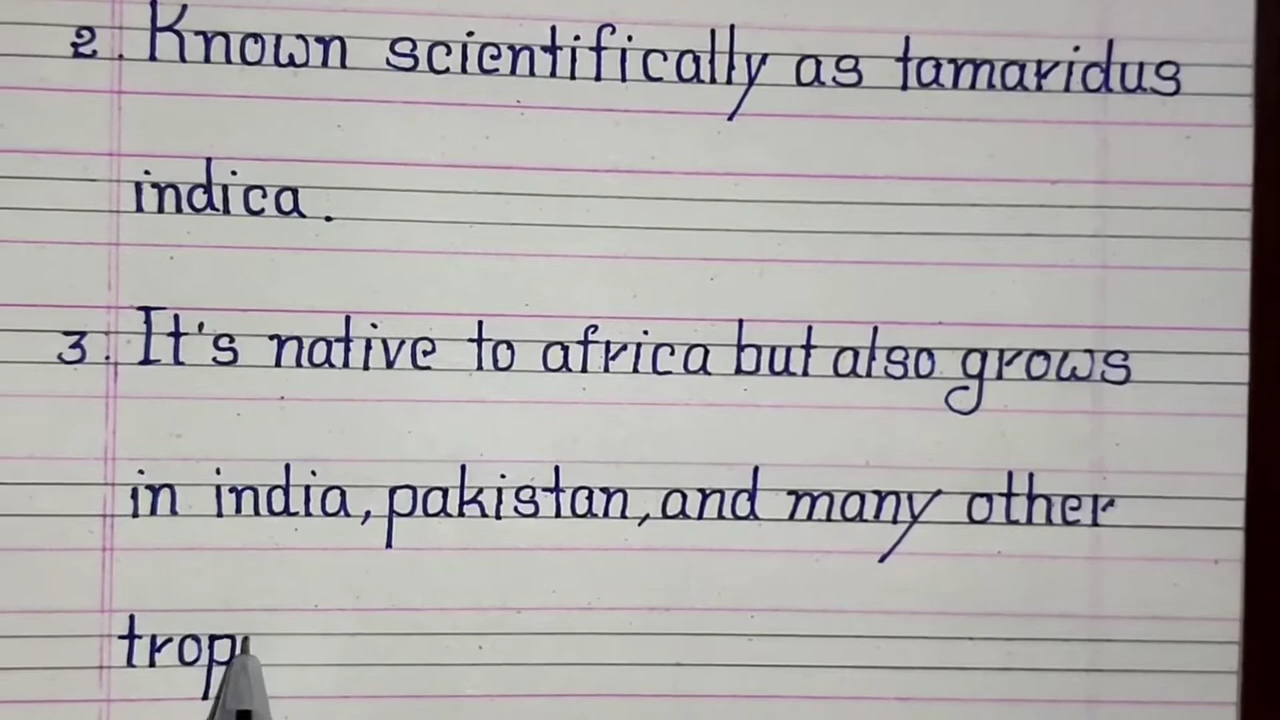 2. Known scientifically as tamaridus
indica.
3. It's native to africa but also grows
in india, pakistan, and many other
trop